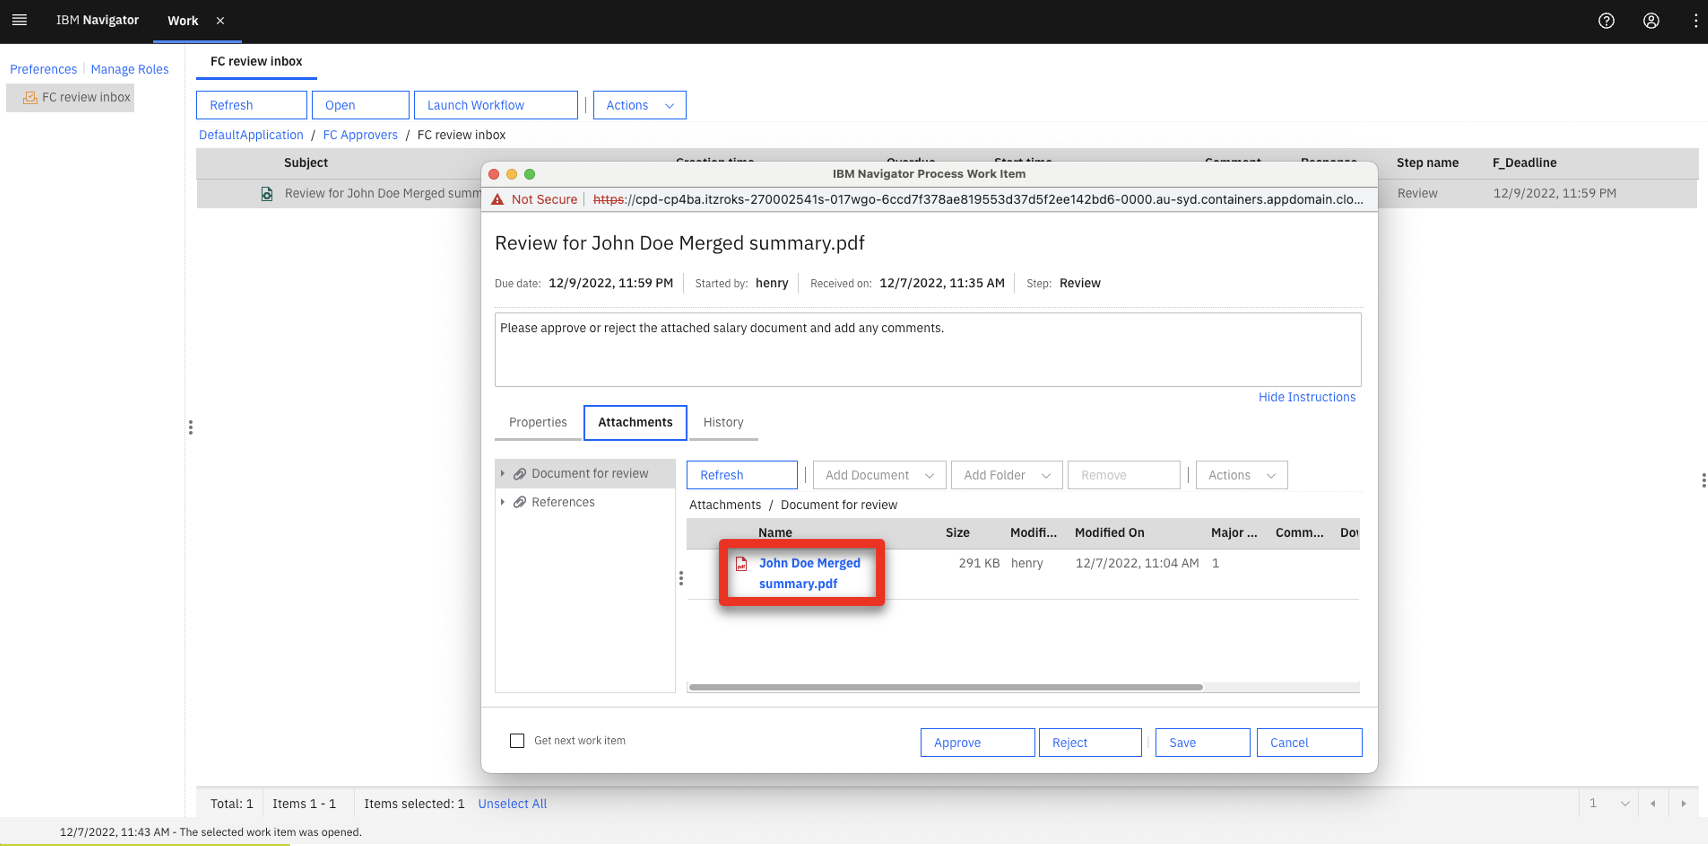 IBM Navigator
Work ×
Preferences | Manage Roles
FC review inbox
FC review inbox
Refresh
Open
Launch Workflow
Actions
DefaultApplication / FC Approvers / FC review inbox
Subject
Creation time
Overdue
Start time
Comment
Response
Step name
F_Deadline
Review for John Doe Merged summ
Review
12/9/2022, 11:59 PM
IBM Navigator Process Work Item
Not Secure | https://cpd-cp4ba.itzroks-270002541s-017wgo-6ccd7f378ae819553d37d5f2ee142bd6-0000.au-syd.containers.appdomain.clo...
Review for John Doe Merged summary.pdf
Due date: 12/9/2022, 11:59 PM
Started by: henry
Received on: 12/7/2022, 11:35 AM
Step: Review
Please approve or reject the attached salary document and add any comments.
Hide Instructions
Properties
Attachments
History
Document for review
References
Refresh
Add Document
Add Folder
Remove
Actions
Attachments / Document for review
Name
Size
Modifi...
Modified On
Major ...
Comm...
Dov
pdf
John Doe Merged
summary.pdf
291 KB
henry
12/7/2022, 11:04 AM
1
Get next work item
Approve
Reject
Save
Cancel
Total: 1
Items 1 - 1
Items selected: 1
Unselect All
1
12/7/2022, 11:43 AM - The selected work item was opened.